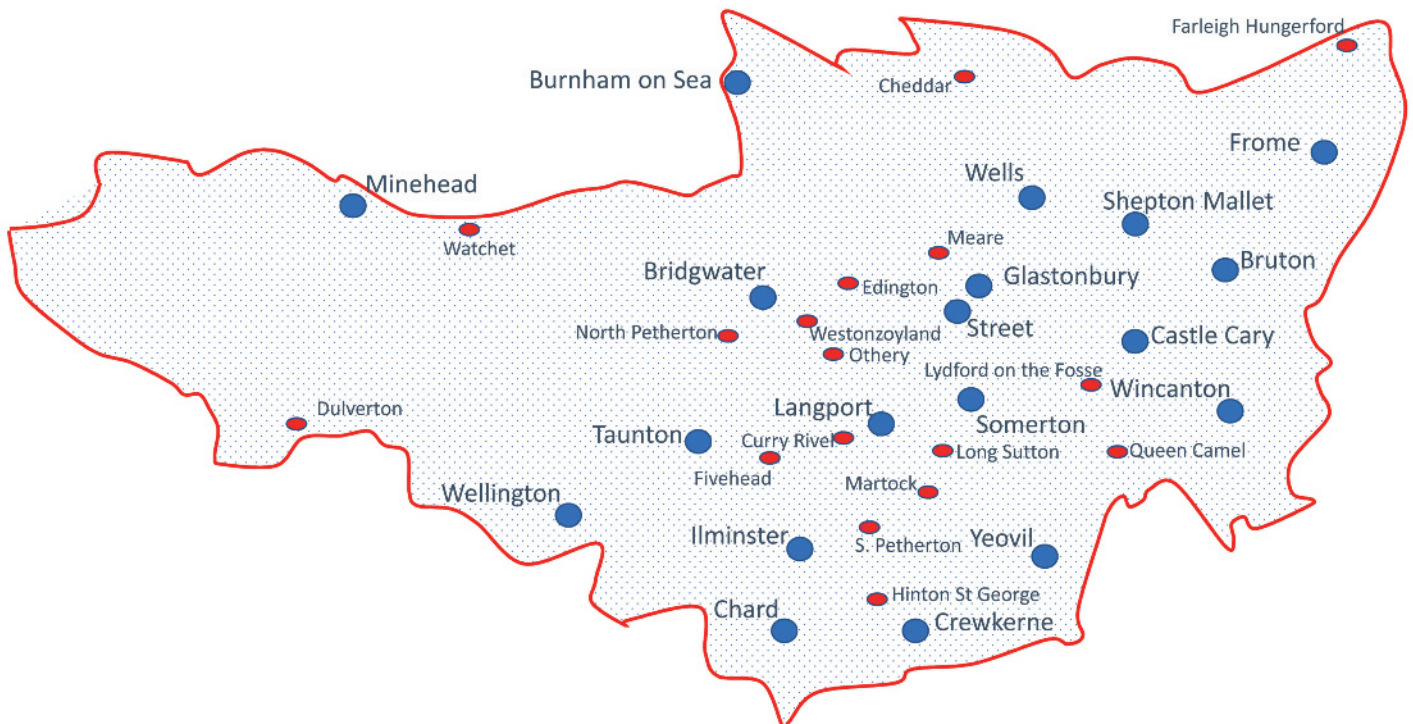 Farleigh Hungerford
Burnham on Sea
Cheddar
Frome
Minehead
Wells
Shepton Mallet
Watchet
Meare
Bridgwater
Edington
Glastonbury
Bruton
North Petherton
Westonzoyland
Street
Castle Cary
Othery
Lydford on the Fosse
Wincanton
Dulverton
Langport
Somerton
Taunton
Curry Rivel
Long Sutton
Queen Camel
Fivehead
Martock
Wellington
Ilminster
S. Petherton
Yeovil
Hinton St George
Chard
Crewkerne